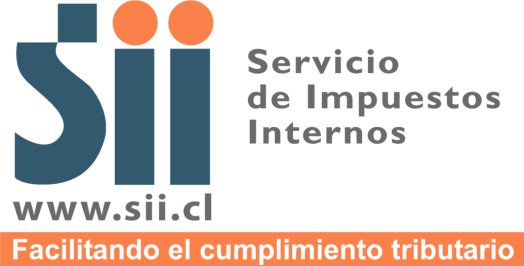 sii
Servicio
de Impuestos
Internos
www.sii.cl
Facilitando el cumplimiento tributario